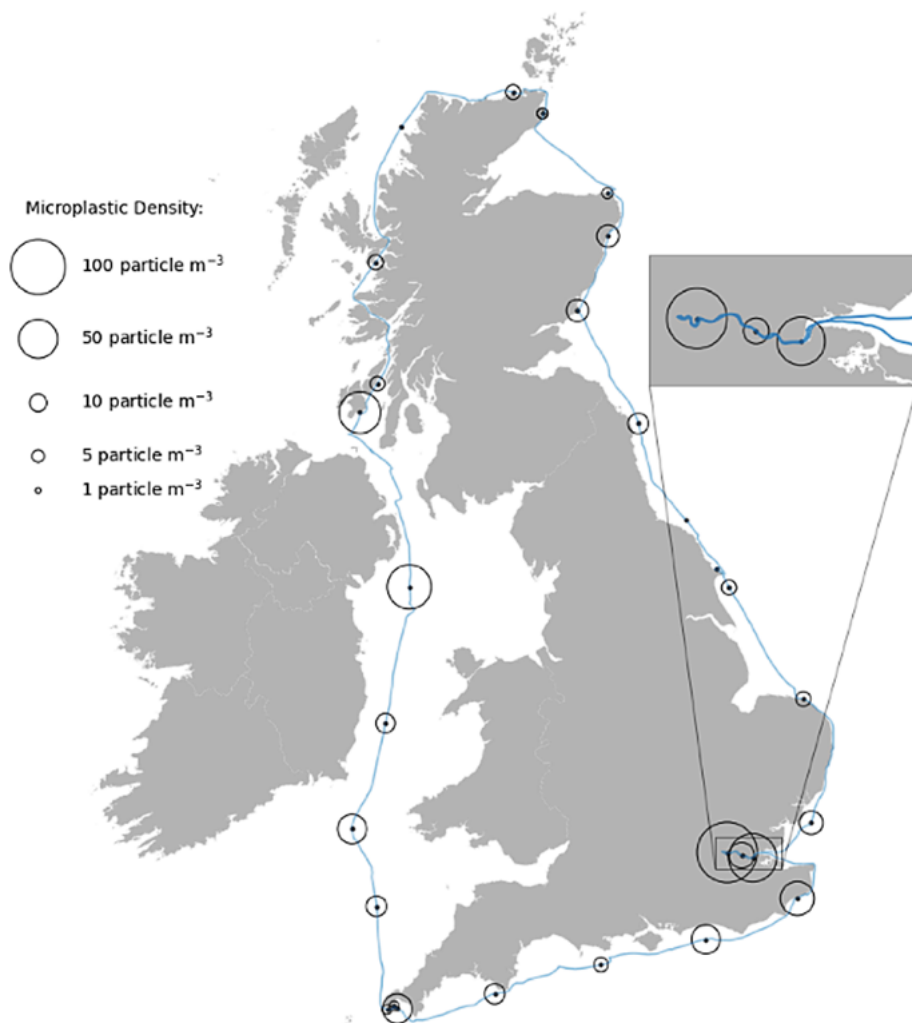 Microplastic Density:
100 particle m⁻³
50 particle m⁻³
10 particle m⁻³
5 particle m⁻³
1 particle m⁻³